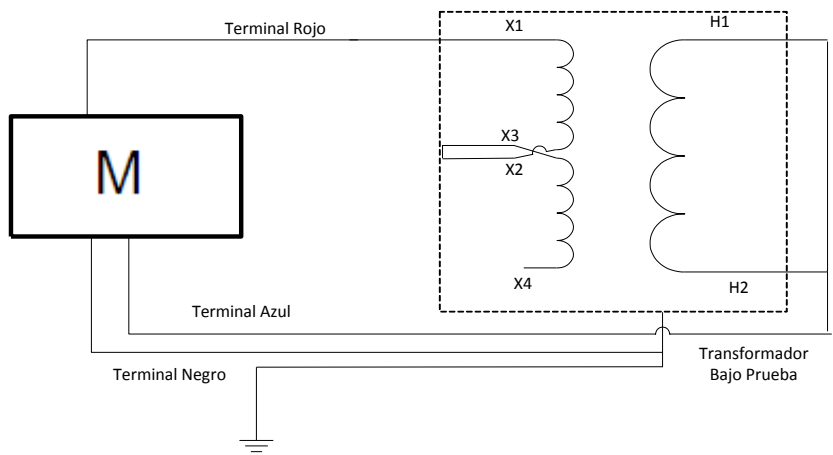 Terminal Rojo
X1
H1
M
X3
X2
X4
H2
Terminal Azul
Terminal Negro
Transformador
Bajo Prueba